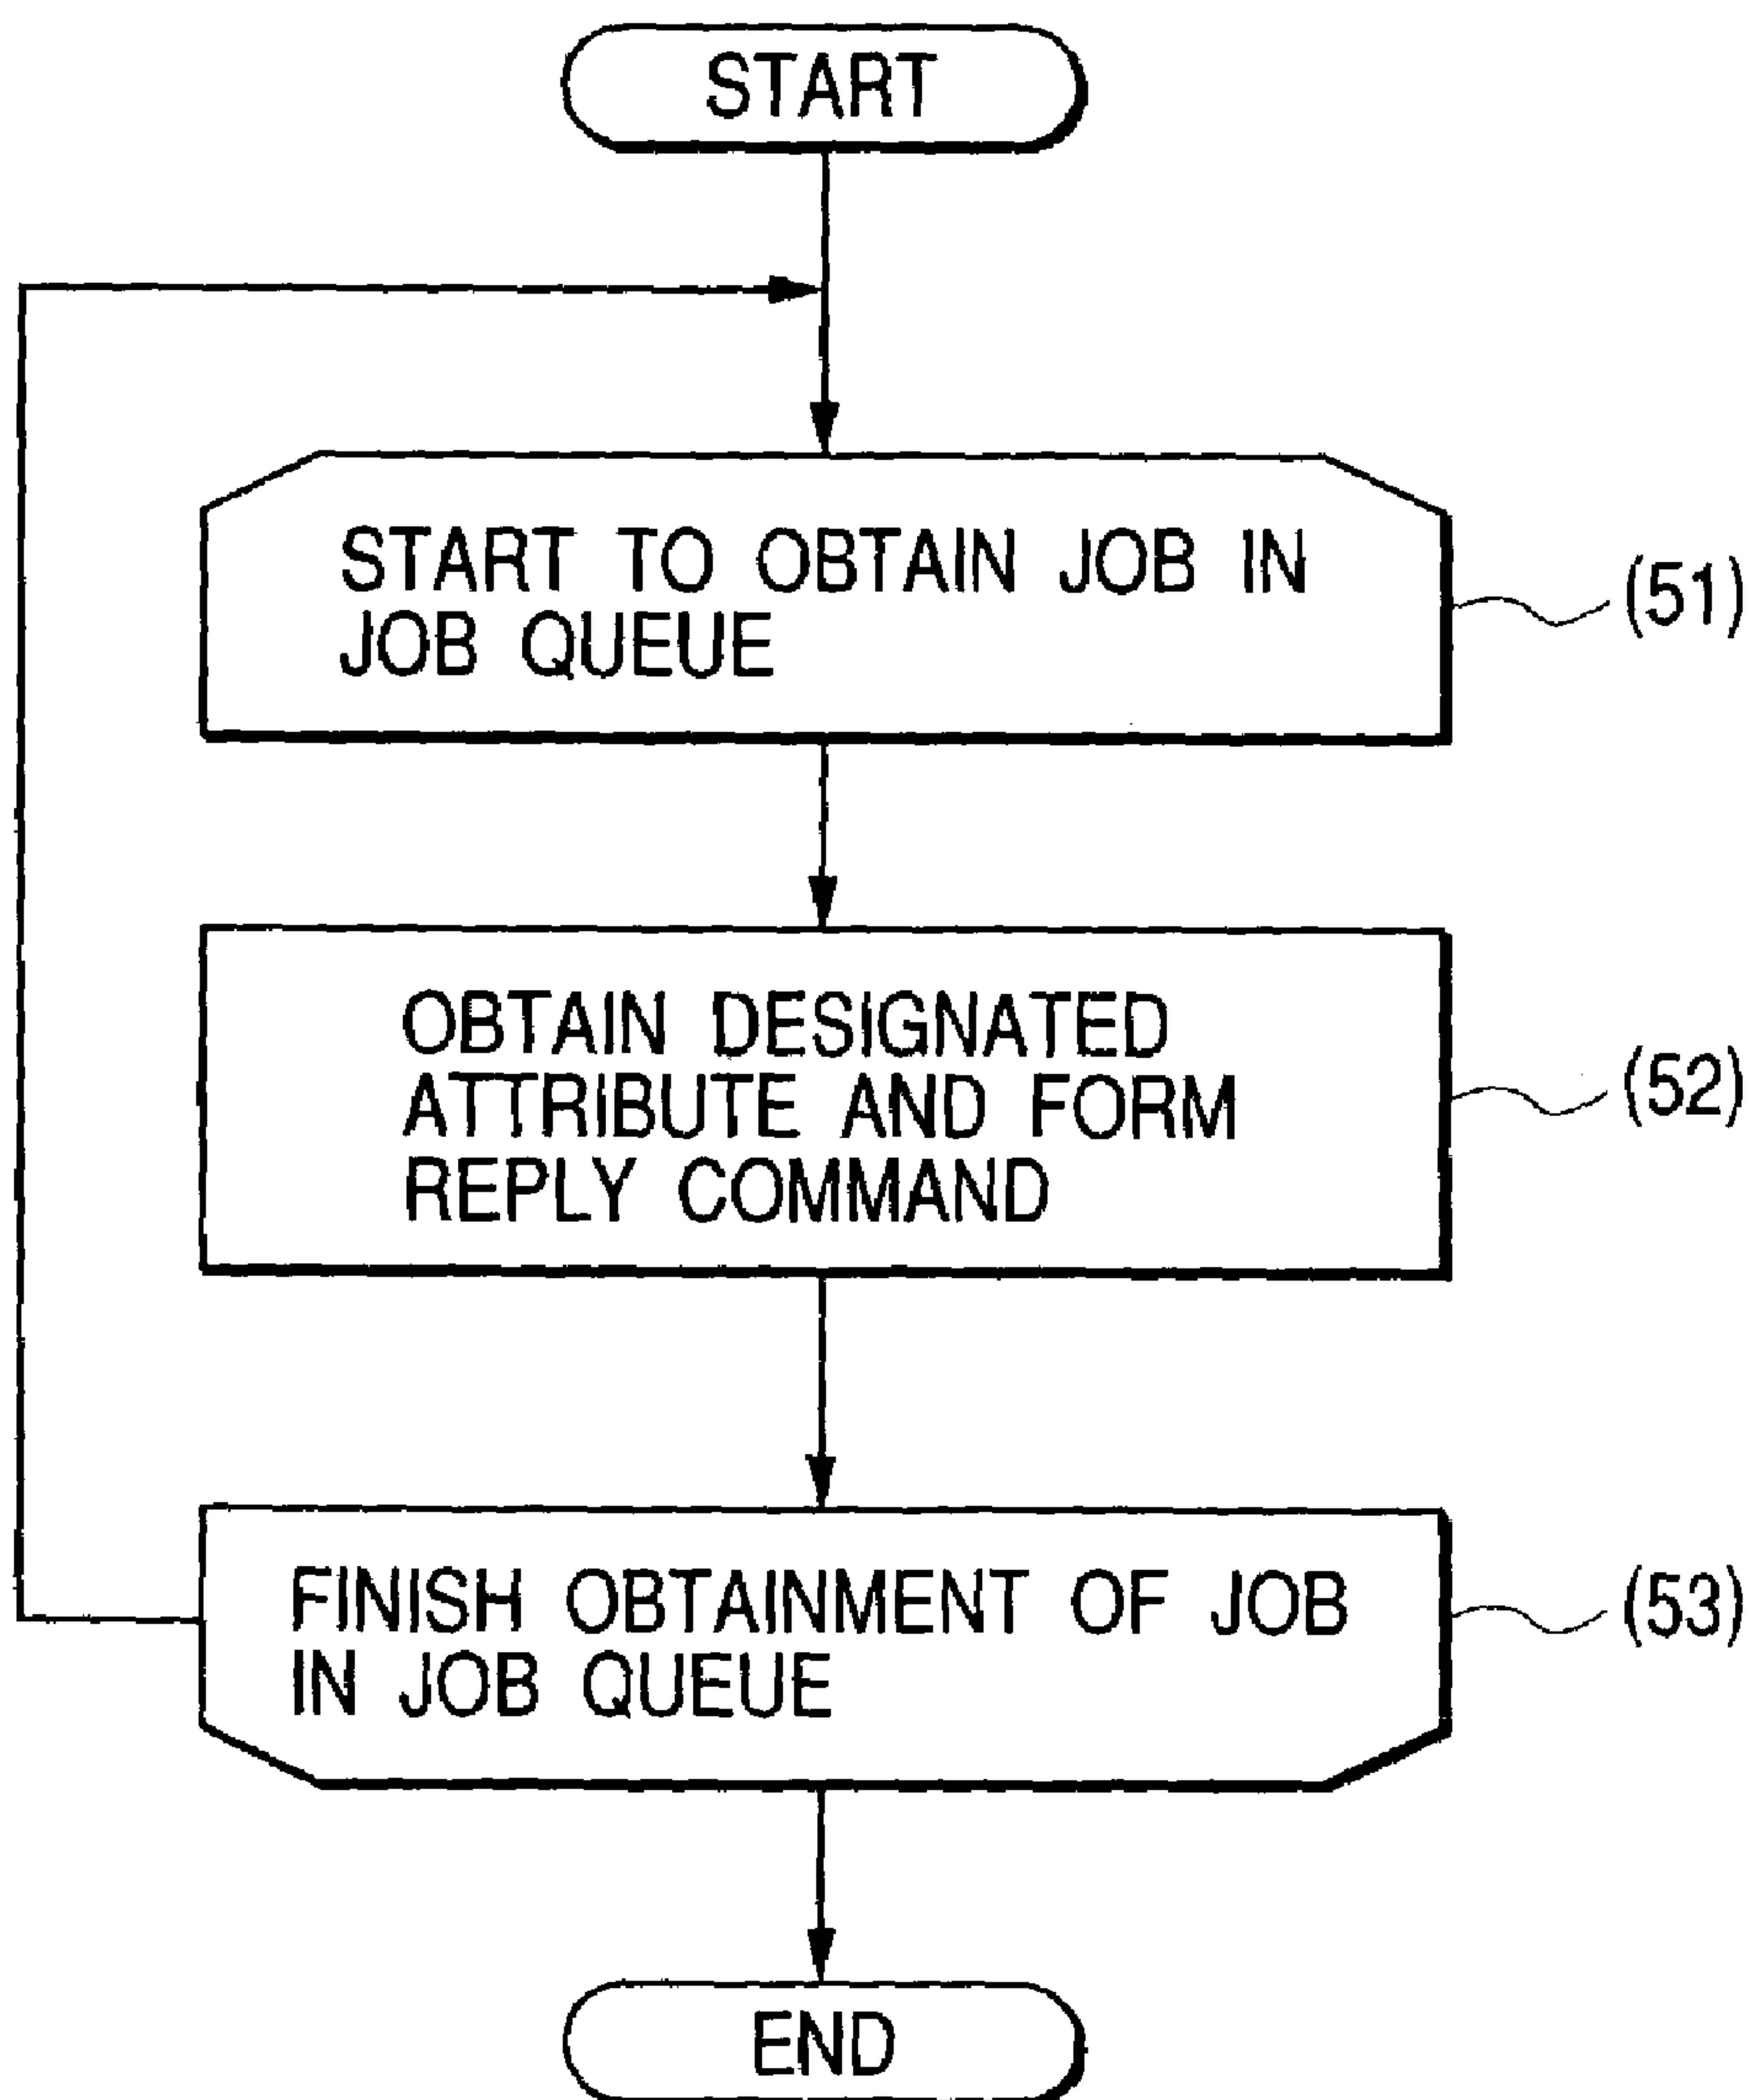 START
START TO OBTAIN JOB IN
JOB QUEUE
(51)
OBTAIN DESIGNATED
ATTRIBUTE AND FORM
REPLY COMMAND
(52)
FINISH OBTAINMENT OF JOB
IN JOB QUEUE
(53)
END